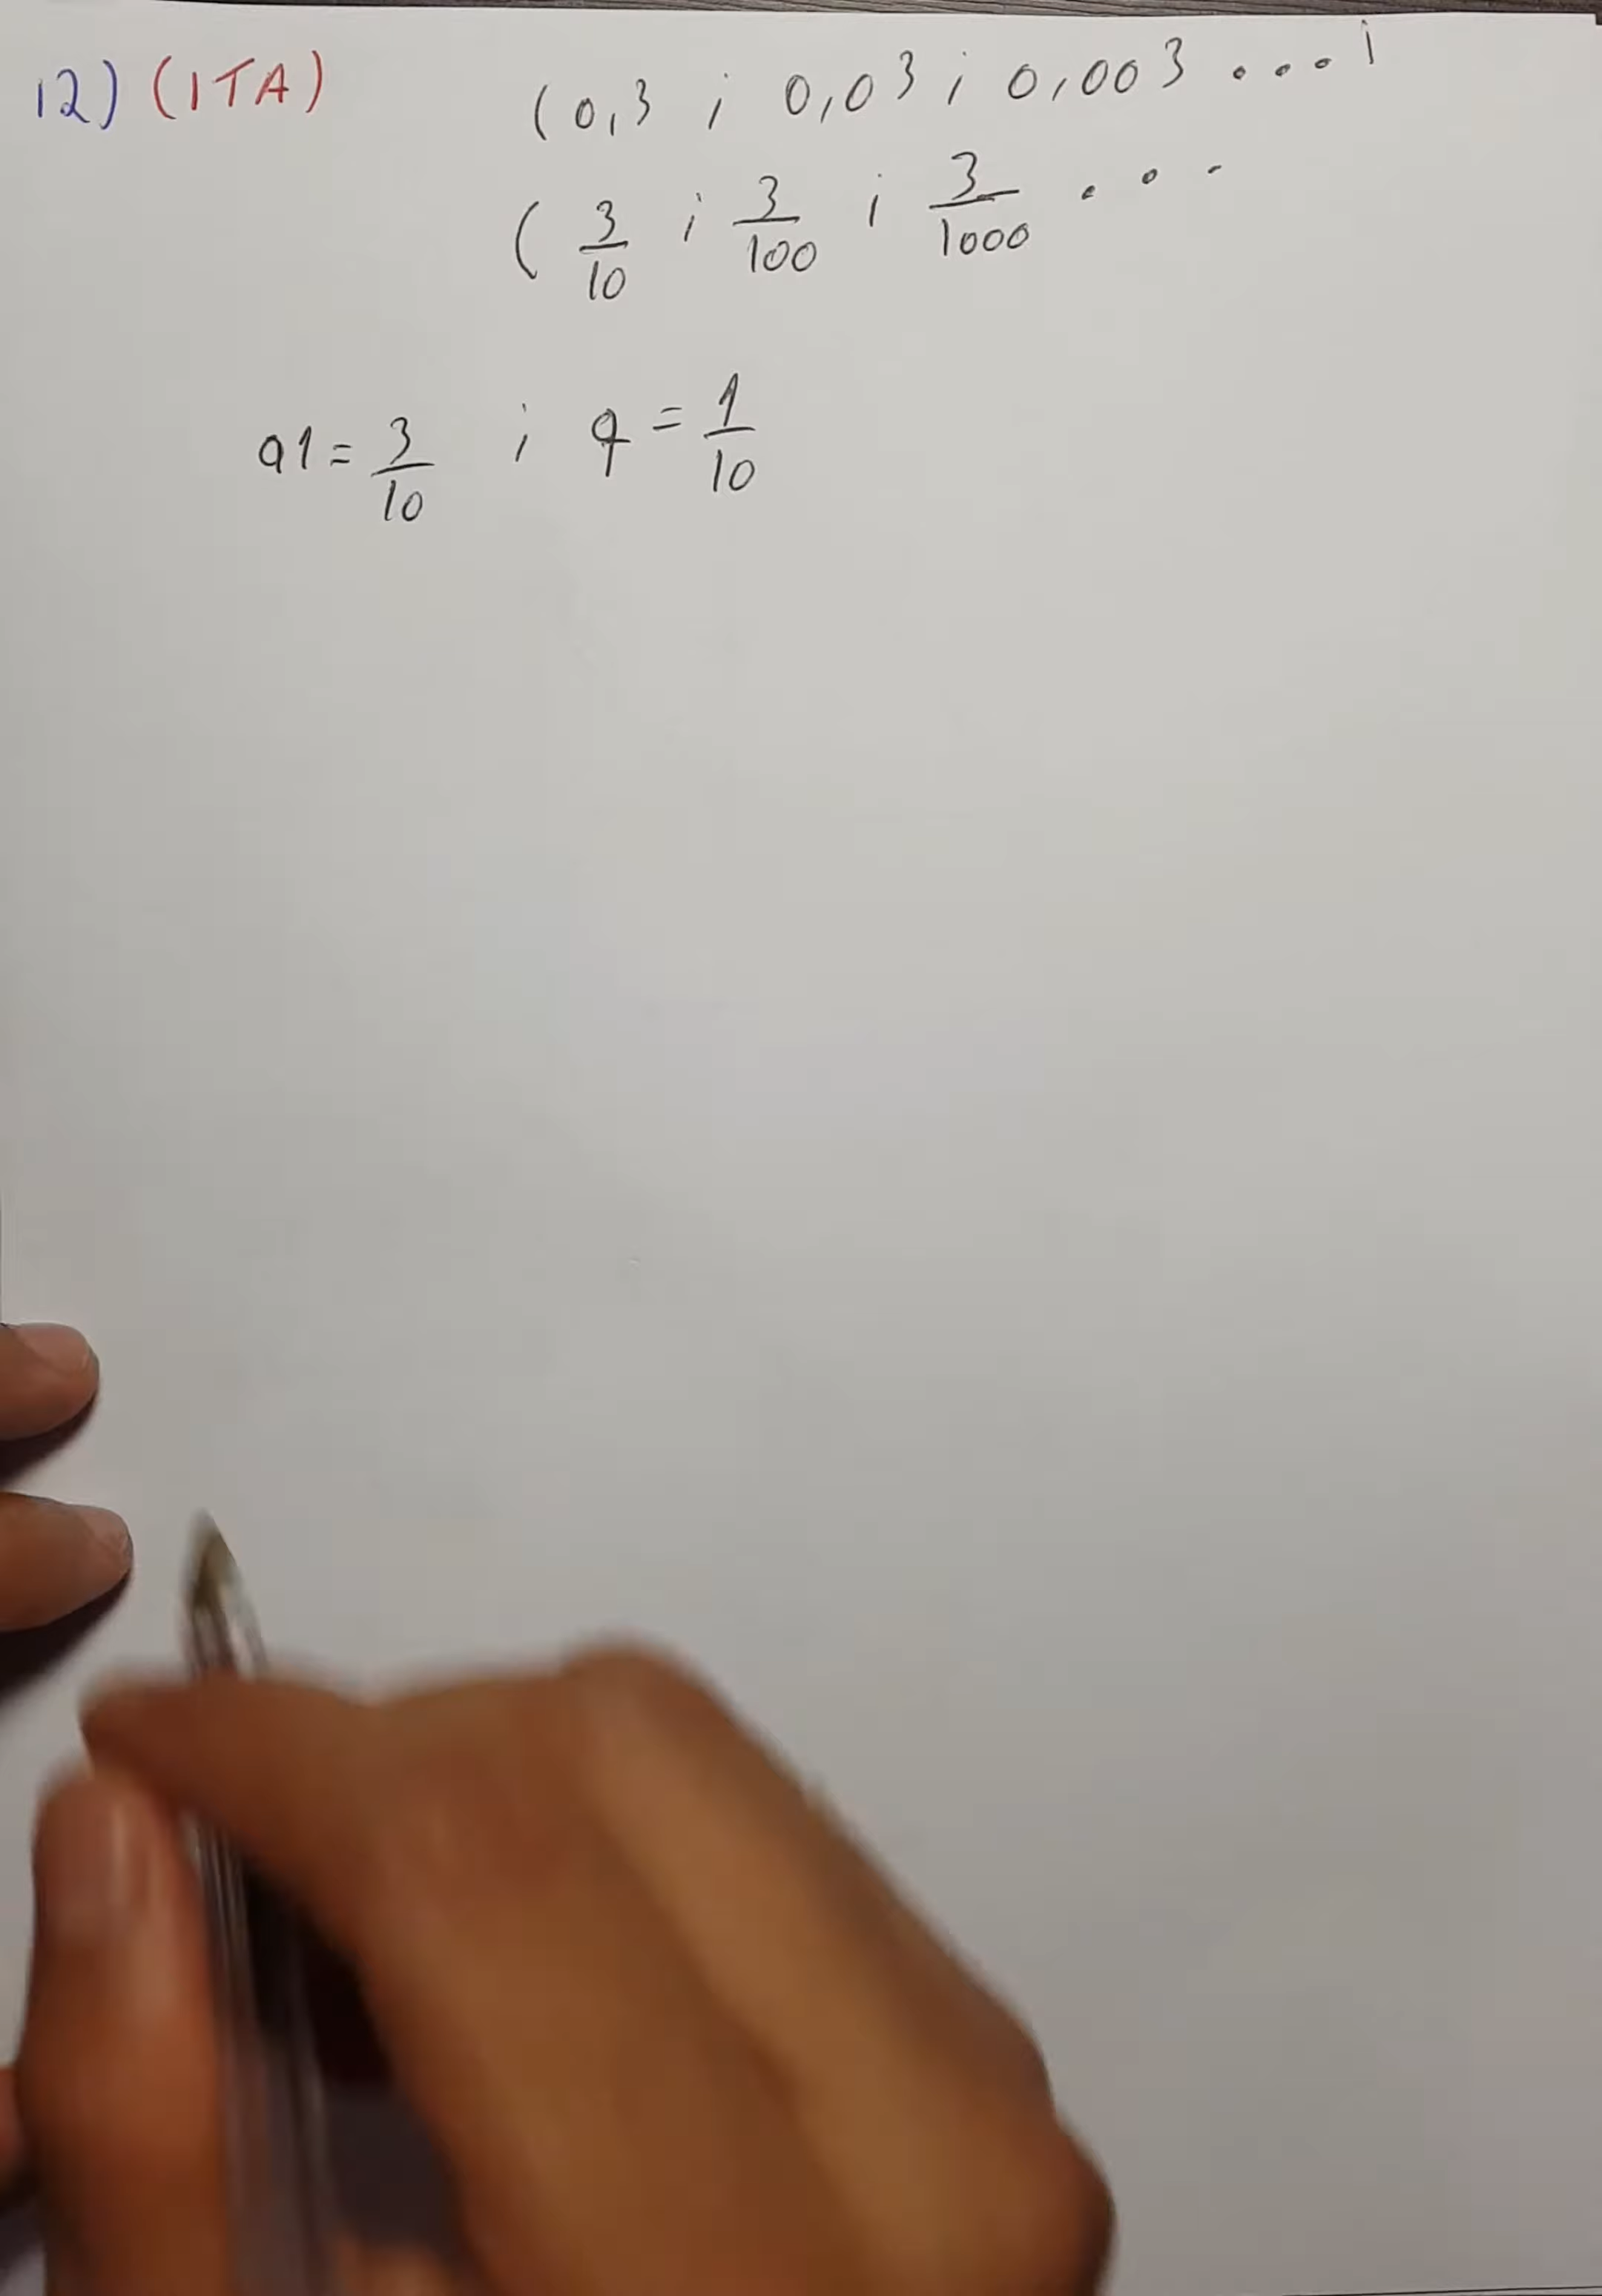 12) (ITA) (0,3 ; 0,03 ; 0,003 ... ;
( 3/10 ; 3/100 ; 3/1000 ...
a1 = 3/10 ; q = 1/10